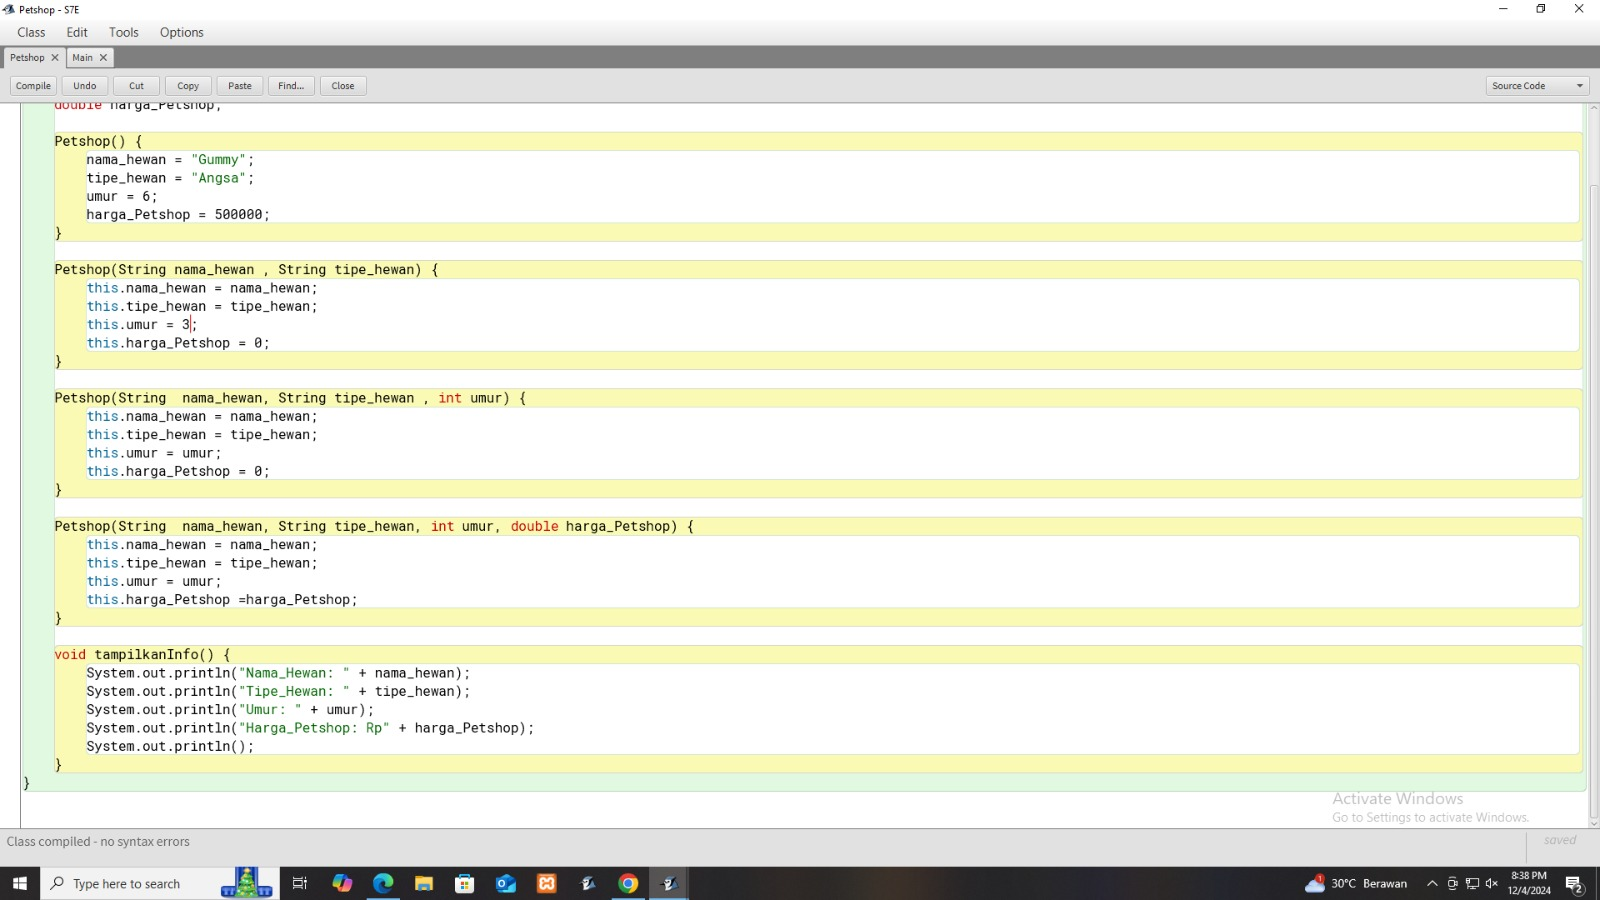 Petshop - S7E
Class Edit Tools Options
Petshop Main
Compile Undo Cut Copy Paste Find... Close Source Code
double harga_Petshop;
Petshop() {
nama_hewan = "Gummy";
tipe_hewan = "Angsa";
umur = 6;
harga_Petshop = 500000;
}
Petshop(String nama_hewan , String tipe_hewan) {
this.nama_hewan = nama_hewan;
this.tipe_hewan = tipe_hewan;
this.umur = 3;
this.harga_Petshop = 0;
}
Petshop(String  nama_hewan, String tipe_hewan , int umur) {
this.nama_hewan = nama_hewan;
this.tipe_hewan = tipe_hewan;
this.umur = umur;
this.harga_Petshop = 0;
}
Petshop(String  nama_hewan, String tipe_hewan, int umur, double harga_Petshop) {
this.nama_hewan = nama_hewan;
this.tipe_hewan = tipe_hewan;
this.umur = umur;
this.harga_Petshop =harga_Petshop;
}
void tampilkanInfo() {
System.out.println("Nama_Hewan: " + nama_hewan);
System.out.println("Tipe_Hewan: " + tipe_hewan);
System.out.println("Umur: " + umur);
System.out.println("Harga_Petshop: Rp" + harga_Petshop);
System.out.println();
}
}
Activate Windows
Go to Settings to activate Windows.
Class compiled - no syntax errors
saved
Type here to search
1
30°C Berawan
8:38 PM
12/4/2024
2